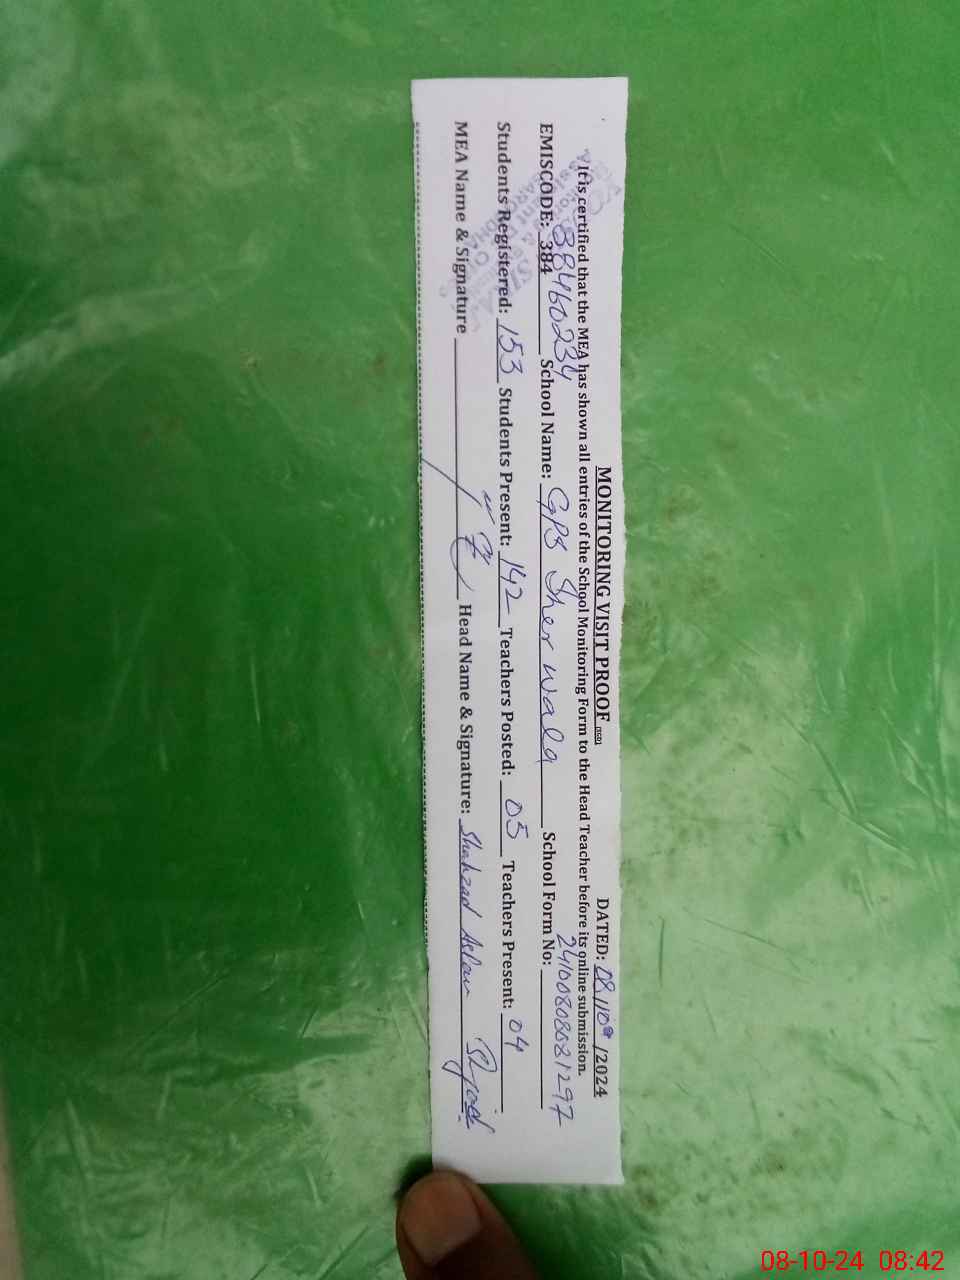 MONITORING VISIT PROOF DATED: 08/10/2024
It is certified that the MEA has shown all entries of the School Monitoring Form to the Head Teacher before its online submission.
EMISCODE: 384 38460234 School Name: GPS Sher wala School Form No: 24100808081297
Students Registered: 153 Students Present: 142 Teachers Posted: 05 Teachers Present: 04
MEA Name & Signature Head Name & Signature: Shahzad Aslam
08-10-24 08:42